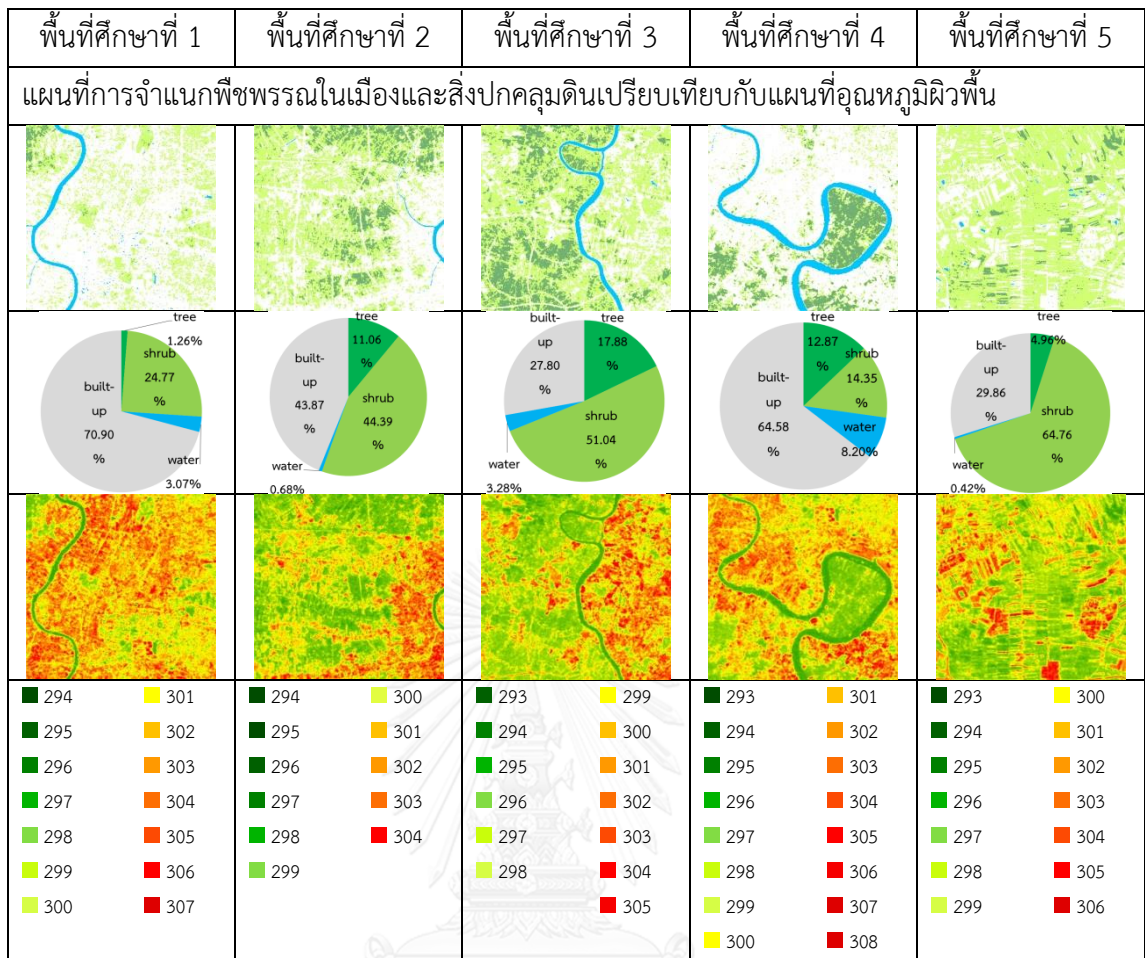 พื้นที่ศึกษาที่ 1 พื้นที่ศึกษาที่ 2 พื้นที่ศึกษาที่ 3 พื้นที่ศึกษาที่ 4 พื้นที่ศึกษาที่ 5
แผนที่การจำแนกพืชพรรณในเมืองและสิ่งปกคลุมดินเปรียบเทียบกับแผนที่อุณหภูมิผิวพื้น
tree
1.26%
shrub
24.77
%
built-
up
70.90
%
water
3.07%
tree
11.06
%
built-
up
43.87
%
shrub
44.39
%
water
0.68%
built-
up
27.80
%
tree
17.88
%
shrub
51.04
%
water
3.28%
tree
12.87
%
shrub
14.35
%
built-
up
64.58
%
water
8.20%
tree
4.96%
built-
up
29.86
%
shrub
64.76
%
water
0.42%
294 301
295 302
296 303
297 304
298 305
299 306
300 307
294 300
295 301
296 302
297 303
298 304
299
293 299
294 300
295 301
296 302
297 303
298 304
305
293 301
294 302
295 303
296 304
297 305
298 306
299 307
300 308
293 300
294 301
295 302
296 303
297 304
298 305
299 306